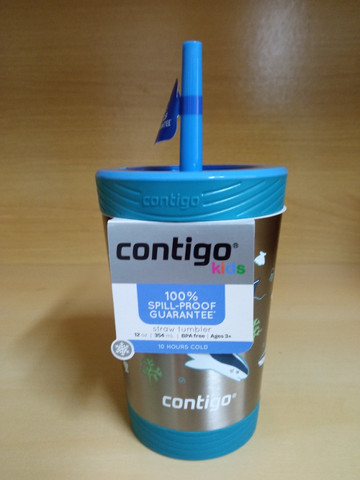 contigo
contigo®
kids
100%
SPILL-PROOF
GUARANTEE*
straw tumbler
12 oz | 354 mL | BPA free | Ages 3+
10 HOURS COLD
contigo®